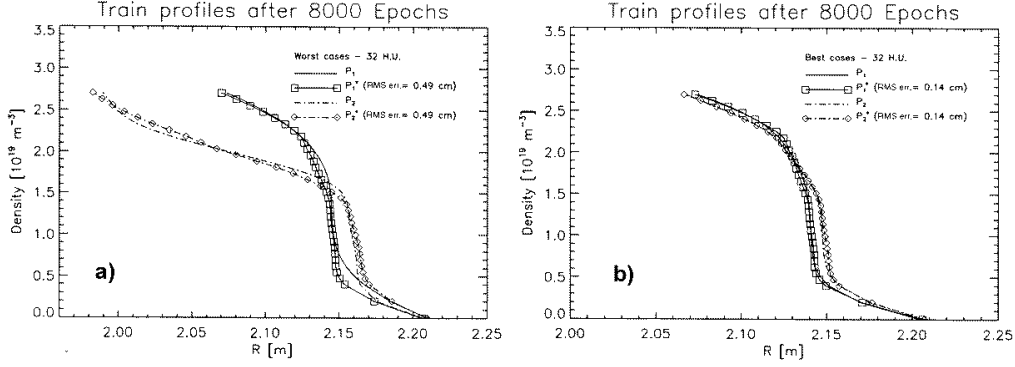 Train profiles after 8000 Epochs
3.5
3.0
2.5
2.0
1.5
1.0
0.5
0.0
Density [10¹⁹ m⁻³]
Worst cases - 32 H.U.
P₁
P₁* (RMS err.= 0.49 cm)
P₂
P₂* (RMS err.= 0.49 cm)
a)
2.00
2.05
2.10
2.15
2.20
2.25
R [m]
Train profiles after 8000 Epochs
3.5
3.0
2.5
2.0
1.5
1.0
0.5
0.0
Density [10¹⁹ m⁻³]
Best cases - 32 H.U.
P₁
P₁* (RMS err.= 0.14 cm)
P₂
P₂* (RMS err.= 0.14 cm)
b)
2.00
2.05
2.10
2.15
2.20
2.25
R [m]